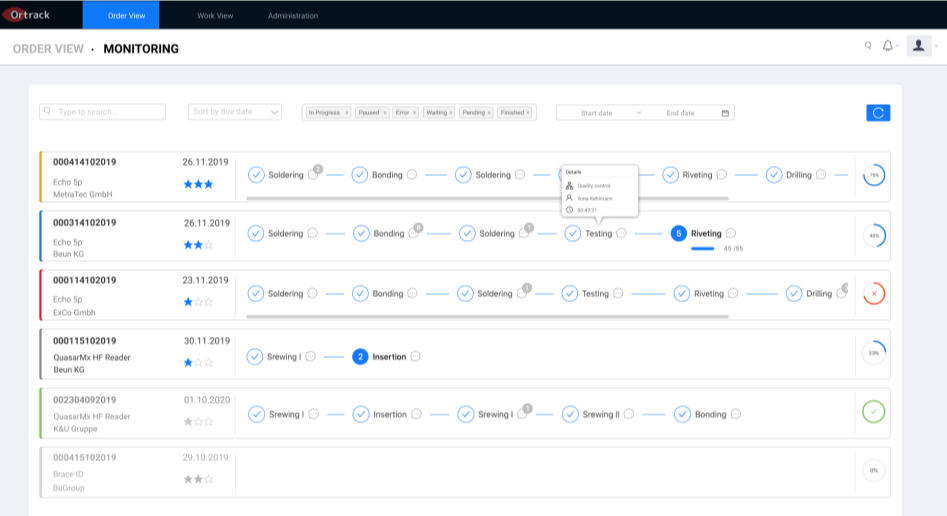 Ortrack
Order View
Work View
Administration
ORDER VIEW · MONITORING
Type to search...
Sort by due date
In Progress x
Paused x
Error x
Waiting x
Pending x
Finished x
Start date ~ End date
000414102019 26.11.2019
Echo 5p
MetraTec GmbH
Soldering 2
Bonding
Soldering
Riveting
Drilling
Details
Quality control
Ilona Kehlmann
00:40:21
000314102019 26.11.2019
Echo 5p
Beun KG
Soldering
Bonding
Soldering 1
Testing
5 Riveting
45 /55
000114102019 23.11.2019
Echo 5p
ExCo Gmbh
Soldering
Bonding
Soldering 1
Testing
Riveting
Drilling
000115102019 30.11.2019
QuasarMx HF Reader
Beun KG
Srewing I
2 Insertion
002304092019 01.10.2020
QuasarMx HF Reader
K&U Gruppe
Srewing I
Insertion
Srewing I 1
Srewing II
Bonding
000415102019 29.10.2019
Brace ID
BuGroup
0%